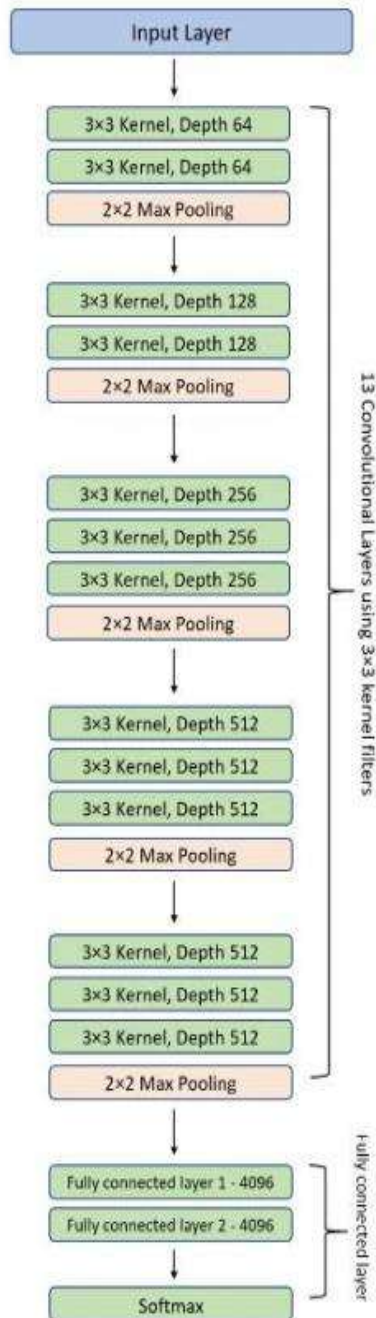 Input Layer
3×3 Kernel, Depth 64
3×3 Kernel, Depth 64
2×2 Max Pooling
3×3 Kernel, Depth 128
3×3 Kernel, Depth 128
2×2 Max Pooling
3×3 Kernel, Depth 256
3×3 Kernel, Depth 256
3×3 Kernel, Depth 256
2×2 Max Pooling
3×3 Kernel, Depth 512
3×3 Kernel, Depth 512
3×3 Kernel, Depth 512
2×2 Max Pooling
3×3 Kernel, Depth 512
3×3 Kernel, Depth 512
3×3 Kernel, Depth 512
2×2 Max Pooling
13 Convolutional Layers using 3×3 kernel filters
Fully connected layer 1 - 4096
Fully connected layer 2 - 4096
Softmax
Fully connected layer